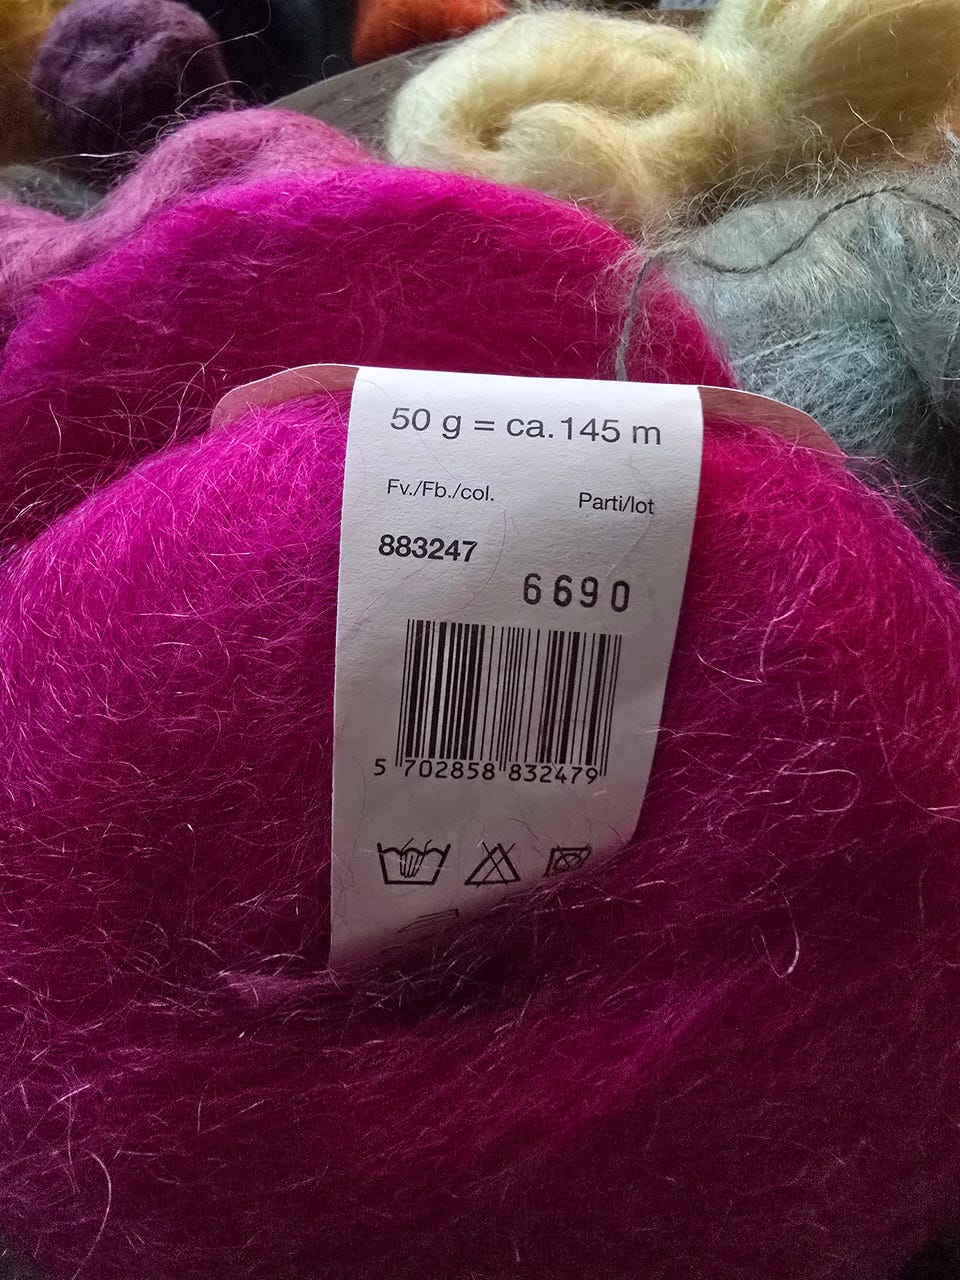 50 g = ca. 145 m
Fv./Fb./col. Parti/lot
883247
6690
5 702858 832479